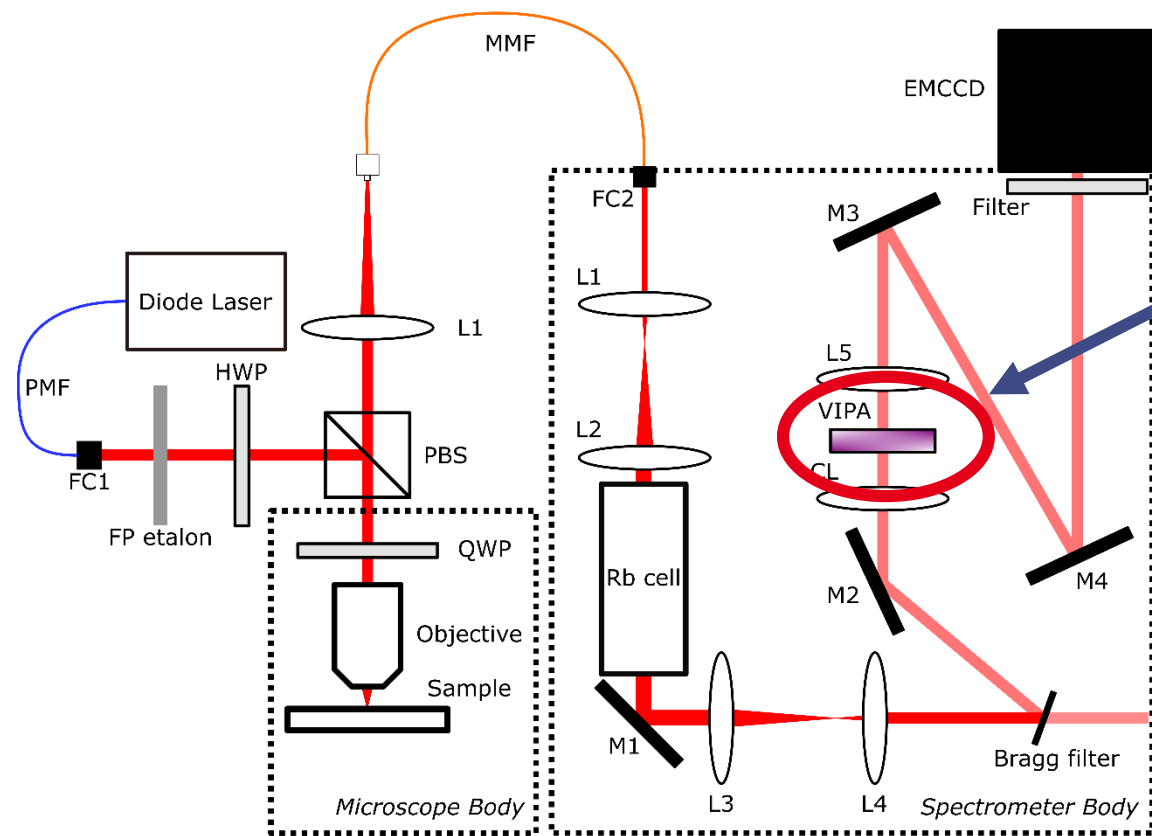 MMF
EMCCD
FC2
Filter
M3
Diode Laser
L1
L1
L5
HWP
PMF
VIPA
L2
PBS
FC1
CL
FP etalon
QWP
Rb cell
M2
M4
Objective
Sample
M1
Bragg filter
L3
L4
Microscope Body
Spectrometer Body